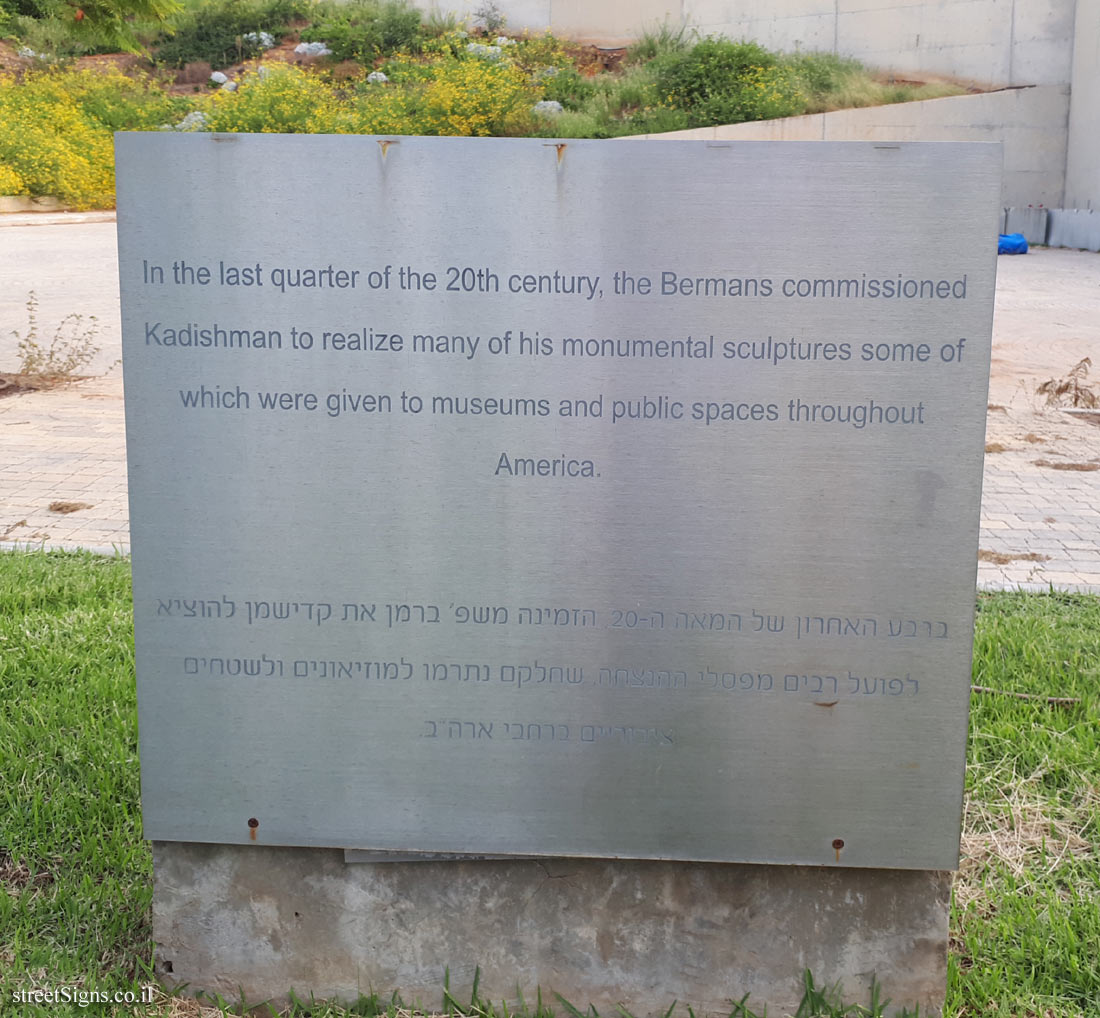 In the last quarter of the 20th century, the Bermans commissioned
Kadishman to realize many of his monumental sculptures some of
which were given to museums and public spaces throughout
America.
ברבע האחרון של המאה ה-20, הזמינה משפ׳ ברמן את קדישמן להוציא
לפועל רבים מפסלי ההנצחה, שחלקם נתרמו למוזיאונים ולשטחים
ציבוריים ברחבי ארה״ב.
streetSigns.co.il